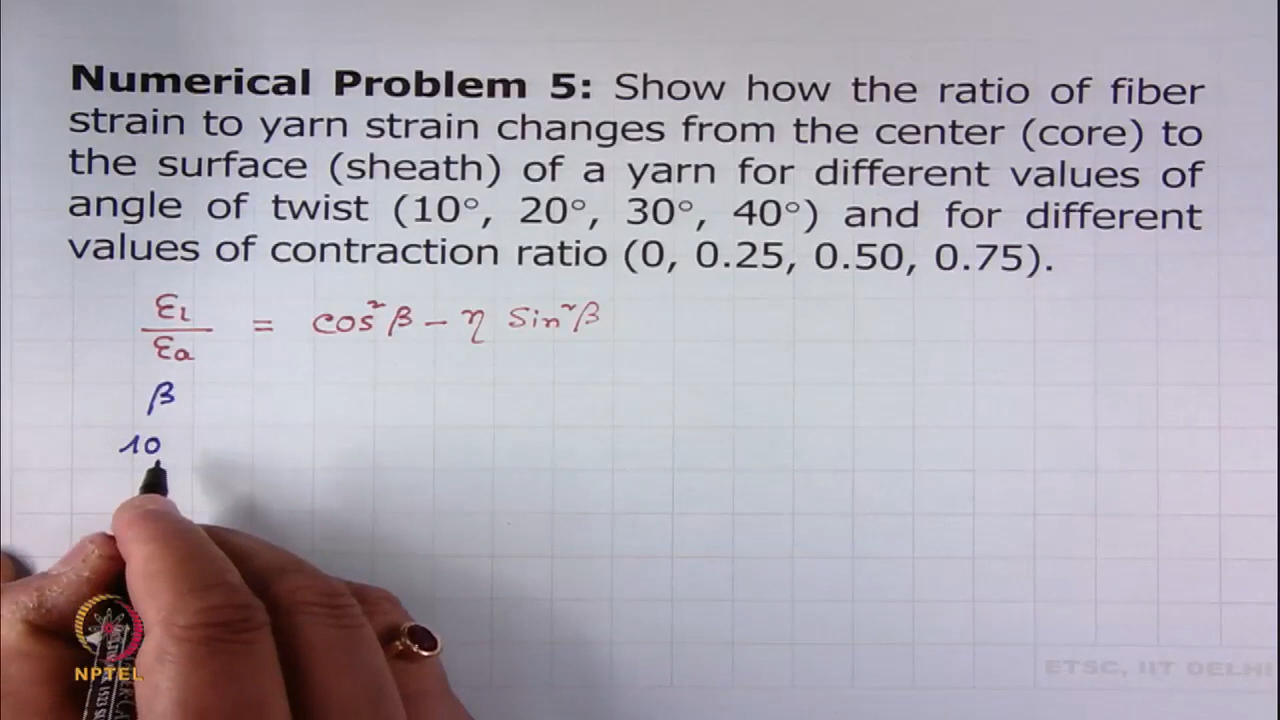 Numerical Problem 5: Show how the ratio of fiber
strain to yarn strain changes from the center (core) to
the surface (sheath) of a yarn for different values of
angle of twist (10°, 20°, 30°, 40°) and for different
values of contraction ratio (0, 0.25, 0.50, 0.75).
εl / εa = cos²β – η sin²β
β
10
NPTEL
ETSC, IIT DELHI